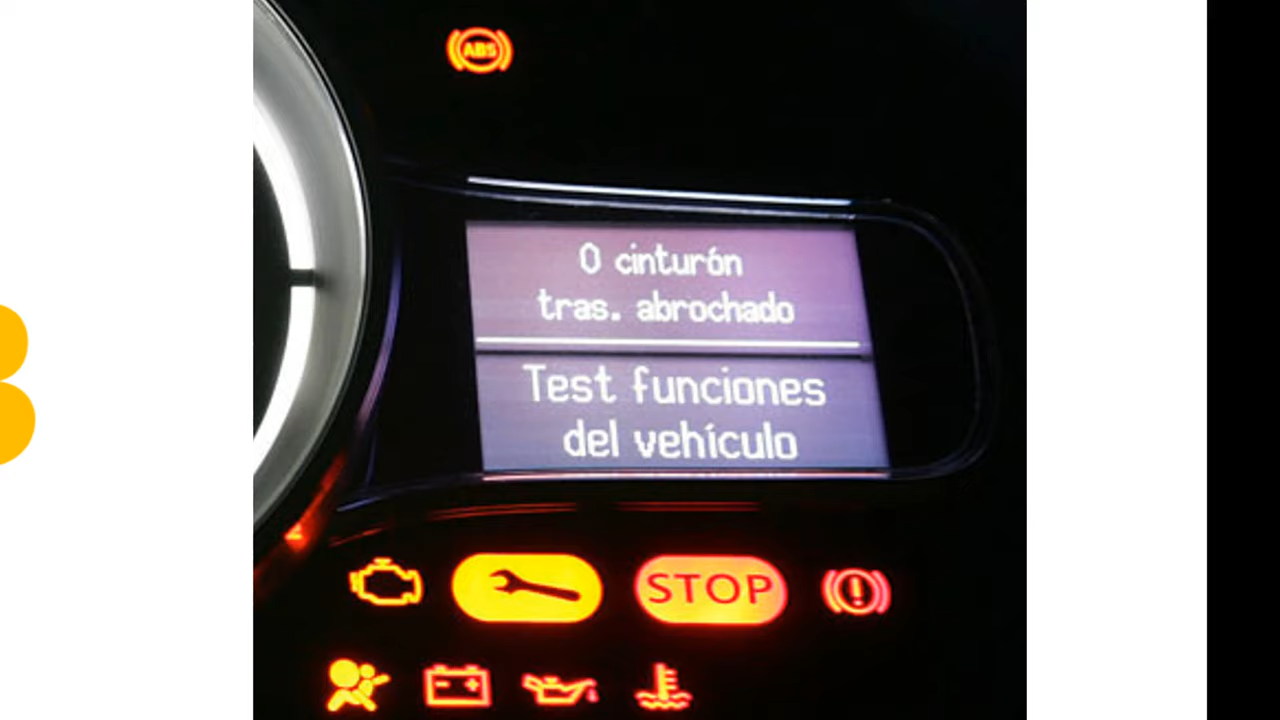 ABS
0 cinturón
tras. abrochado
Test funciones
del vehículo
STOP